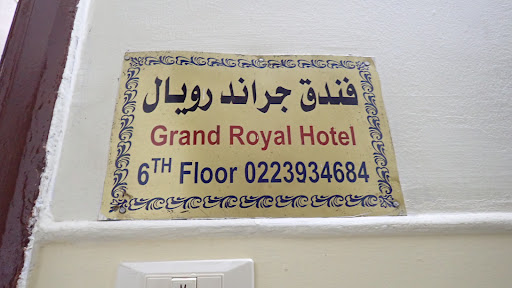 فندق جراند رويال
Grand Royal Hotel
6TH Floor 0223934684